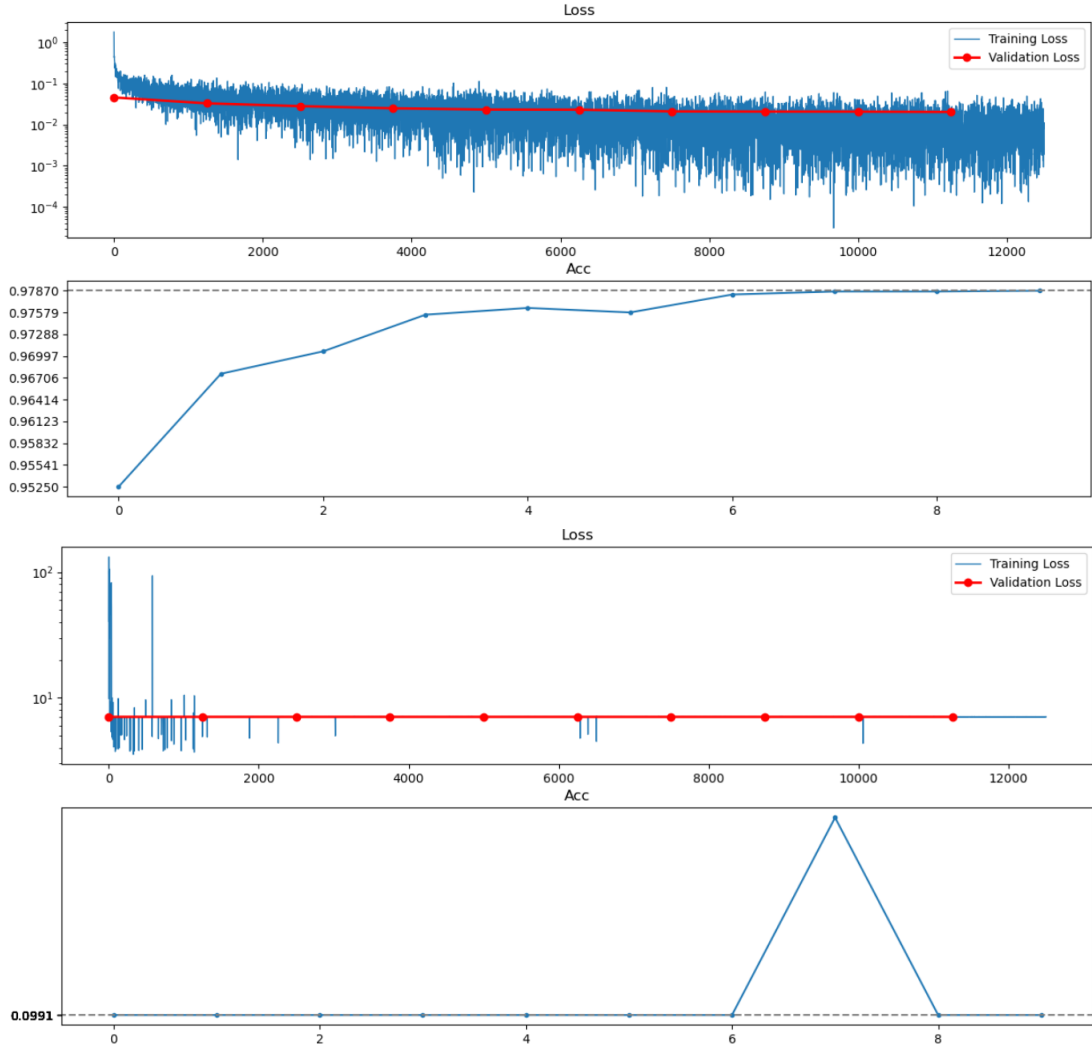 Loss
10⁰
10⁻¹
10⁻²
10⁻³
10⁻⁴
Training Loss
Validation Loss
0 2000 4000 6000 8000 10000 12000
Acc
0.97870
0.97579
0.97288
0.96997
0.96706
0.96414
0.96123
0.95832
0.95541
0.95250
0 2 4 6 8
Loss
10²
10¹
Training Loss
Validation Loss
0 2000 4000 6000 8000 10000 12000
Acc
0.0991
0 2 4 6 8